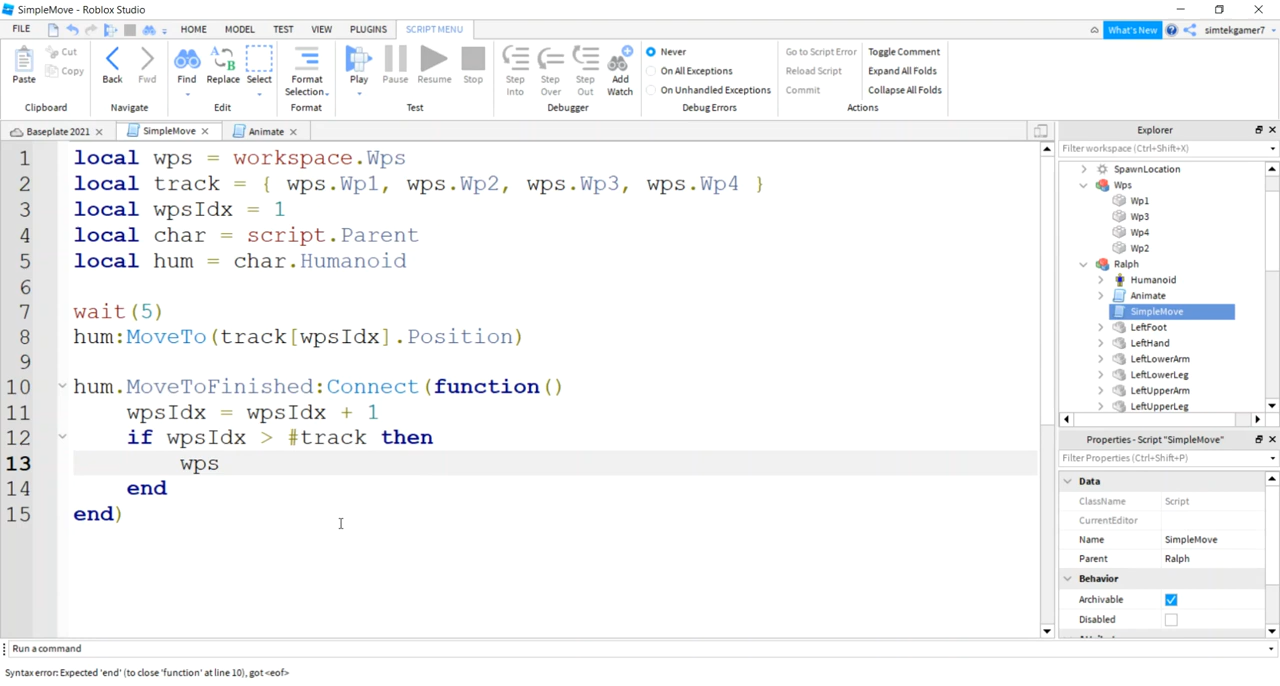 SimpleMove - Roblox Studio
FILE HOME MODEL TEST VIEW PLUGINS SCRIPT MENU What's New simtekgamer7
Paste Cut Copy Back Fwd Find Replace Select Format Selection Play Pause Resume Stop Step Into Step Over Step Out Add Watch
Never Go to Script Error Toggle Comment
On All Exceptions Reload Script Expand All Folds
On Unhandled Exceptions Commit Collapse All Folds
Clipboard Navigate Edit Format Test Debugger Debug Errors Actions
Baseplate 2021 SimpleMove Animate
1 local wps = workspace.Wps
2 local track = { wps.Wp1, wps.Wp2, wps.Wp3, wps.Wp4 }
3 local wpsIdx = 1
4 local char = script.Parent
5 local hum = char.Humanoid
6
7 wait(5)
8 hum:MoveTo(track[wpsIdx].Position)
9
10 hum.MoveToFinished:Connect(function()
11 wpsIdx = wpsIdx + 1
12 if wpsIdx > #track then
13 wps
14 end
15 end)
Explorer
Filter workspace (Ctrl+Shift+X)
SpawnLocation
Wps
Wp1
Wp3
Wp4
Wp2
Ralph
Humanoid
Animate
SimpleMove
LeftFoot
LeftHand
LeftLowerArm
LeftLowerLeg
LeftUpperArm
LeftUpperLeg
Properties - Script "SimpleMove"
Filter Properties (Ctrl+Shift+P)
Data
ClassName Script
CurrentEditor
Name SimpleMove
Parent Ralph
Behavior
Archivable
Disabled
Run a command
Syntax error: Expected 'end' (to close 'function' at line 10), got <eof>